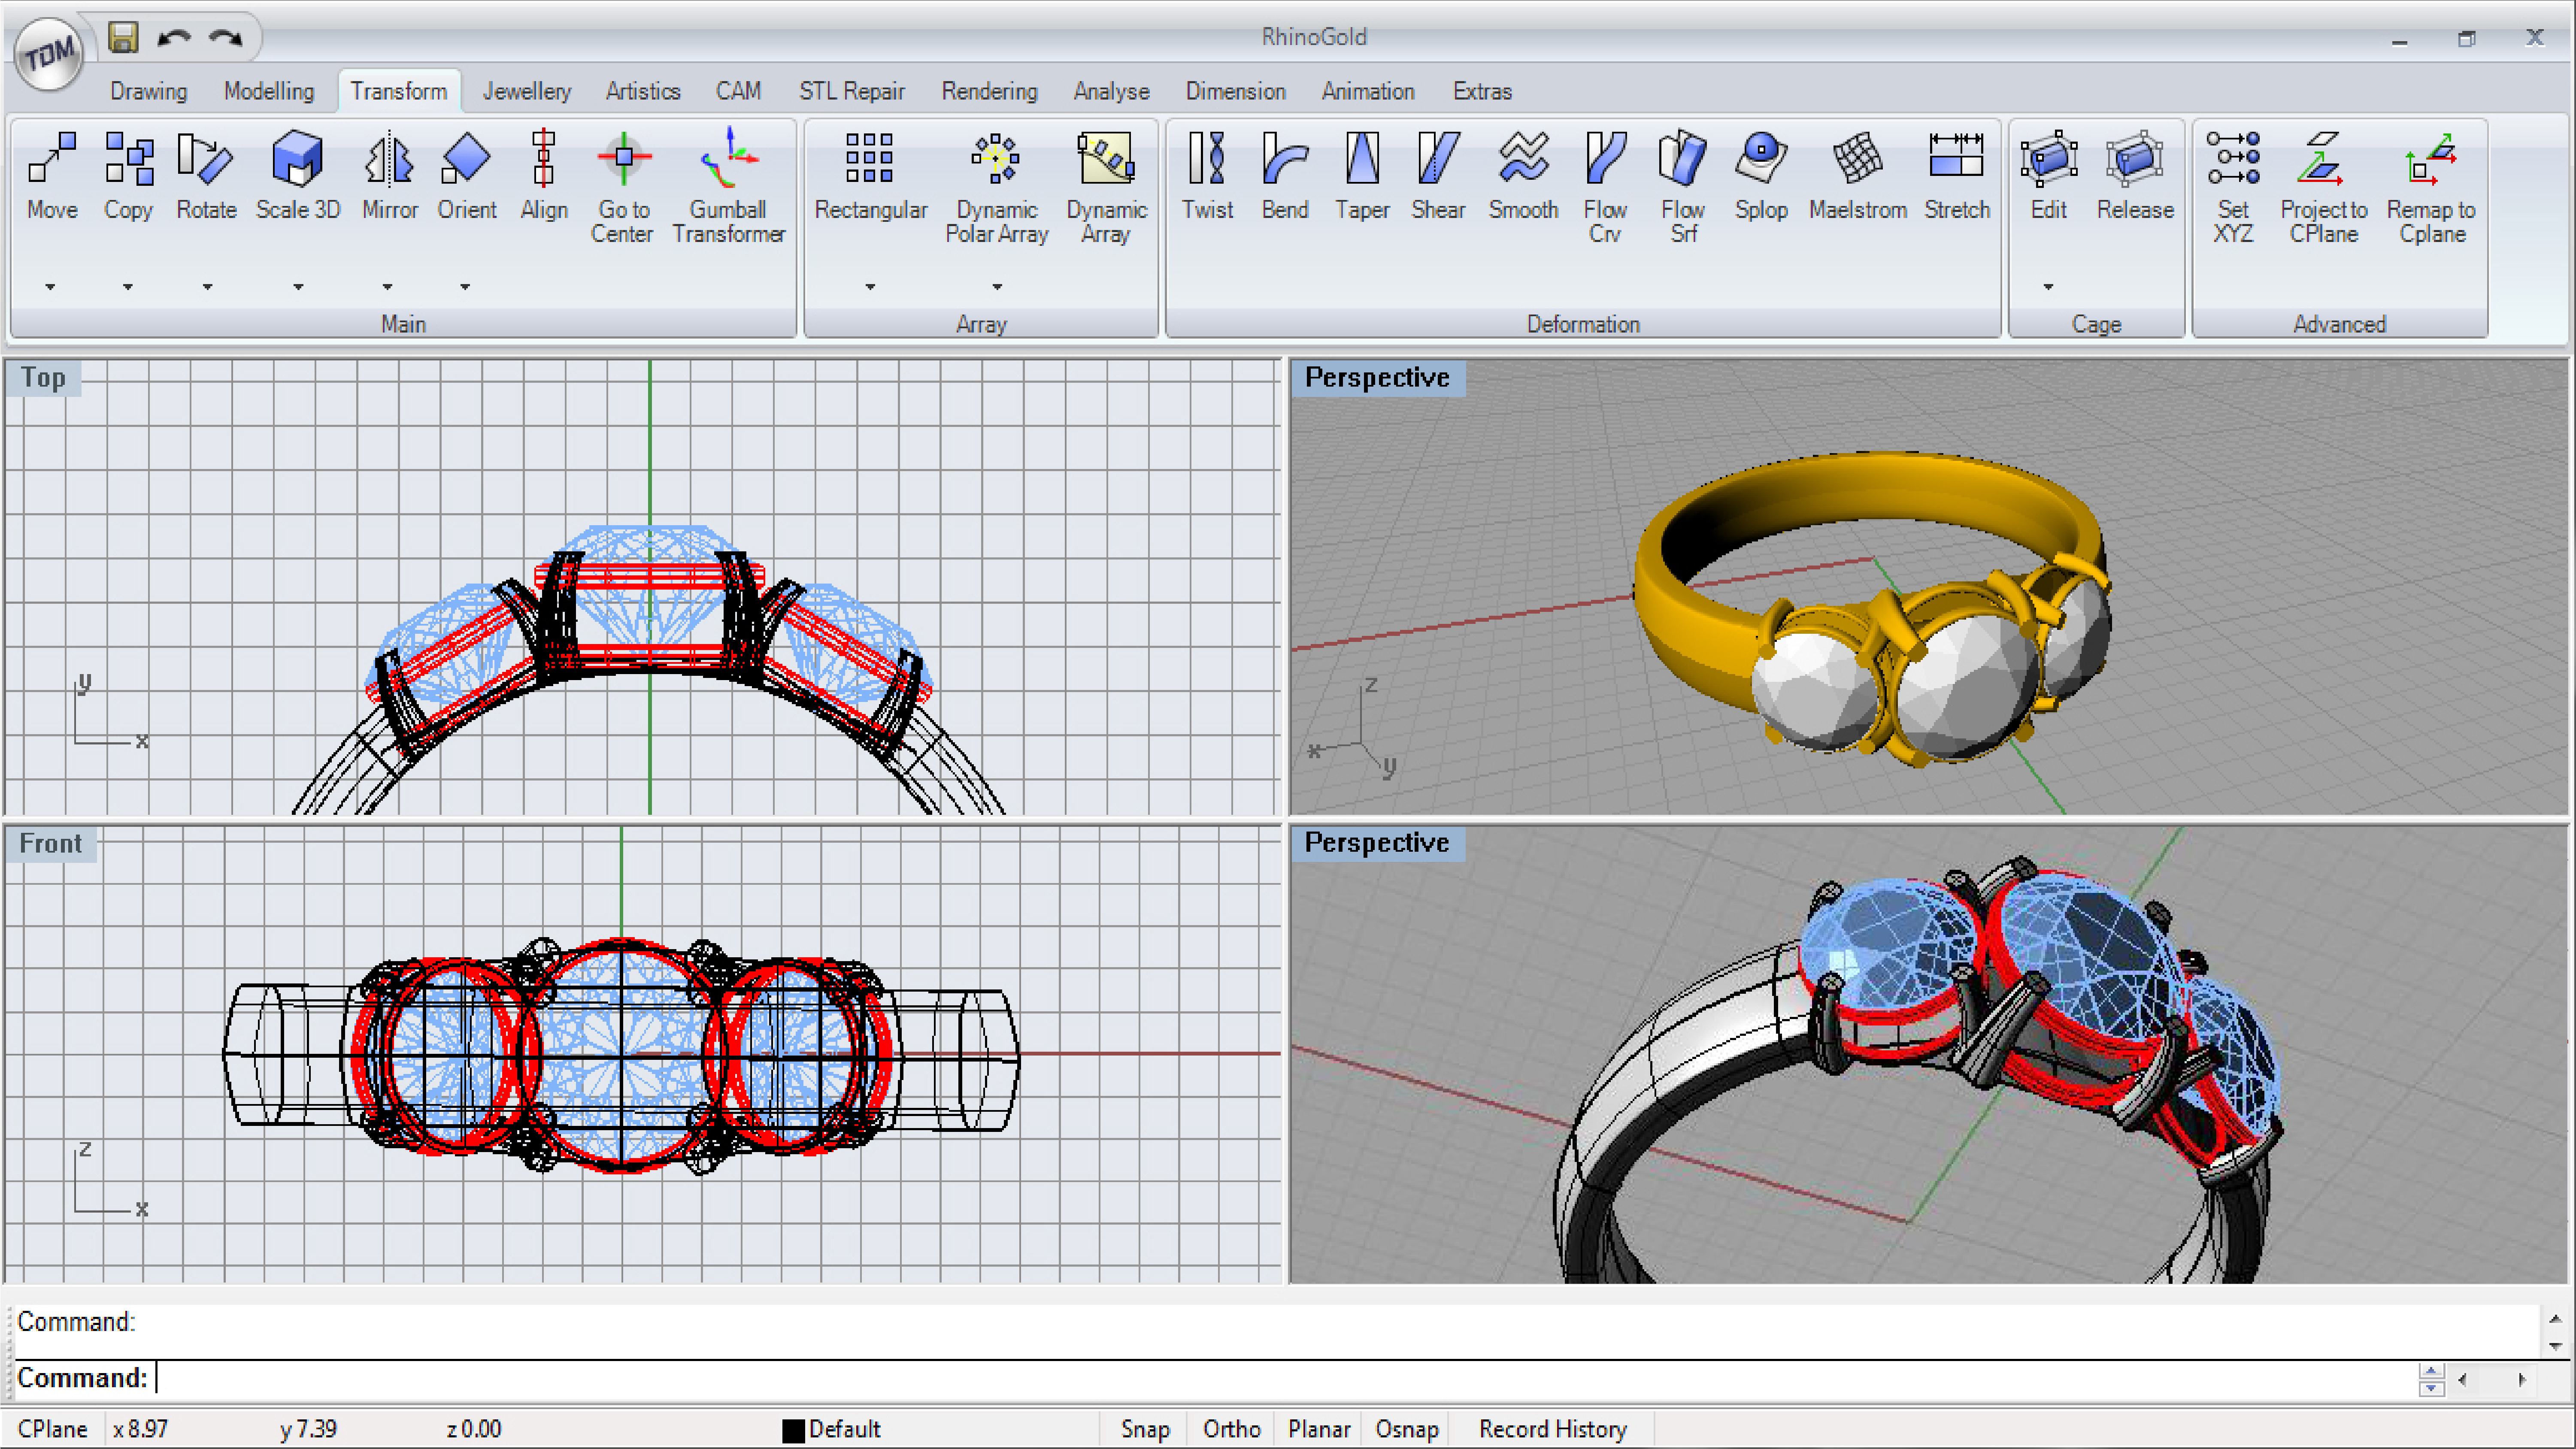 TDM
RhinoGold
Drawing Modelling Transform Jewellery Artistics CAM STL Repair Rendering Analyse Dimension Animation Extras
Move Copy Rotate Scale 3D Mirror Orient Align Go to Center Gumball Transformer
Main
Rectangular Dynamic Polar Array Dynamic Array
Array
Twist Bend Taper Shear Smooth Flow Crv Flow Srf Splop Maelstrom Stretch
Deformation
Edit Release
Cage
Set XYZ Project to CPlane Remap to Cplane
Advanced
Top
y
x
Perspective
z
x
y
Front
z
x
Perspective
Command:
Command:
CPlane x 8.97 y 7.39 z 0.00 Default Snap Ortho Planar Osnap Record History